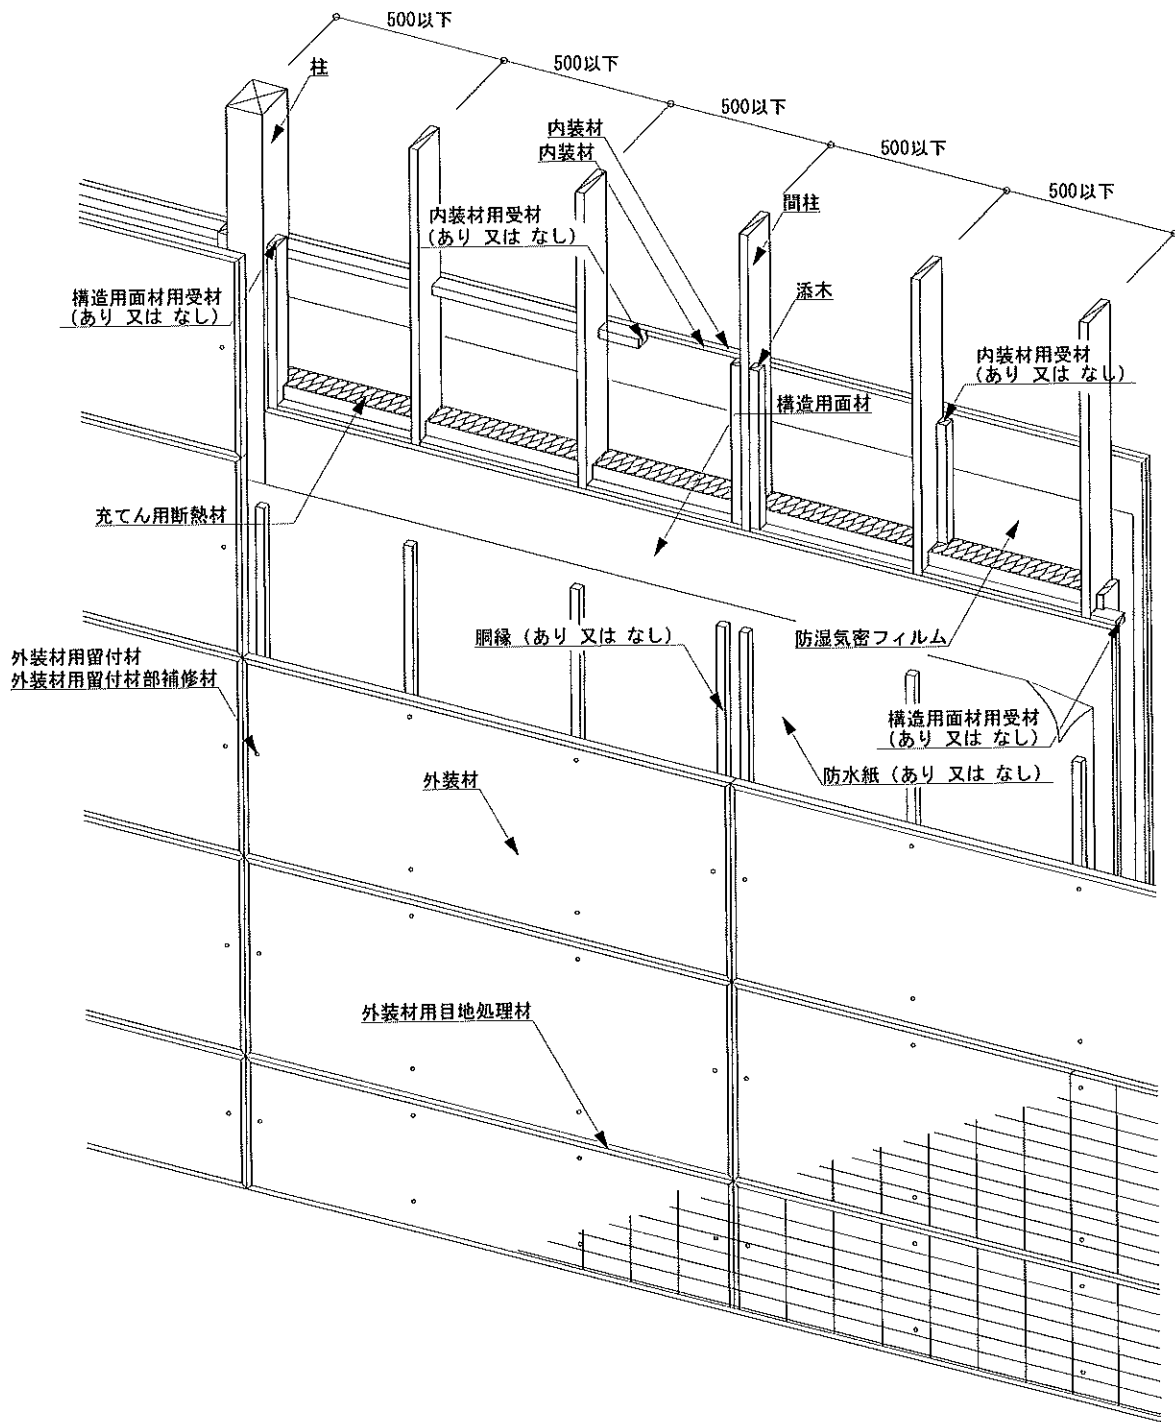 500以下
500以下
500以下
500以下
500以下
柱
内装材
内装材
間柱
内装材用受材
(あり 又は なし)
添木
構造用面材用受材
(あり 又は なし)
内装材用受材
(あり 又は なし)
構造用面材
充てん用断熱材
胴縁 (あり 又は なし)
防湿気密フィルム
外装材用留付材
外装材用留付材部補修材
構造用面材用受材
(あり 又は なし)
防水紙 (あり 又は なし)
外装材
外装材用目地処理材